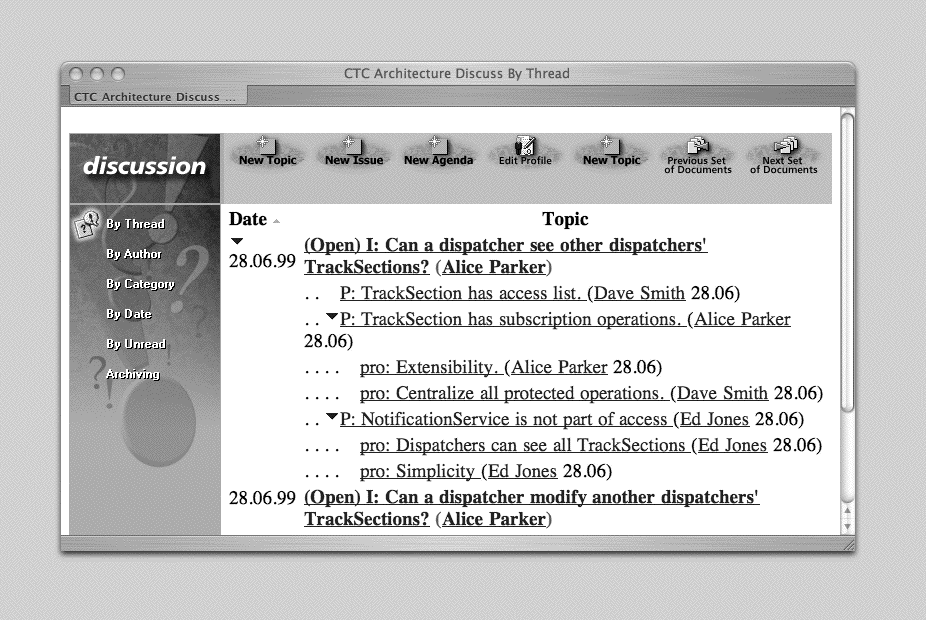 CTC Architecture Discuss By Thread
CTC Architecture Discuss ...
discussion
New Topic
New Issue
New Agenda
Edit Profile
New Topic
Previous Set
of Documents
Next Set
of Documents
By Thread
By Author
By Category
By Date
By Unread
Archiving
Date Topic
28.06.99 (Open) I: Can a dispatcher see other dispatchers'
TrackSections? (Alice Parker)
. . P: TrackSection has access list. (Dave Smith 28.06)
. . P: TrackSection has subscription operations. (Alice Parker
28.06)
. . . . pro: Extensibility. (Alice Parker 28.06)
. . . . pro: Centralize all protected operations. (Dave Smith 28.06)
. . P: NotificationService is not part of access (Ed Jones 28.06)
. . . . pro: Dispatchers can see all TrackSections (Ed Jones 28.06)
. . . . pro: Simplicity (Ed Jones 28.06)
28.06.99 (Open) I: Can a dispatcher modify another dispatchers'
TrackSections? (Alice Parker)